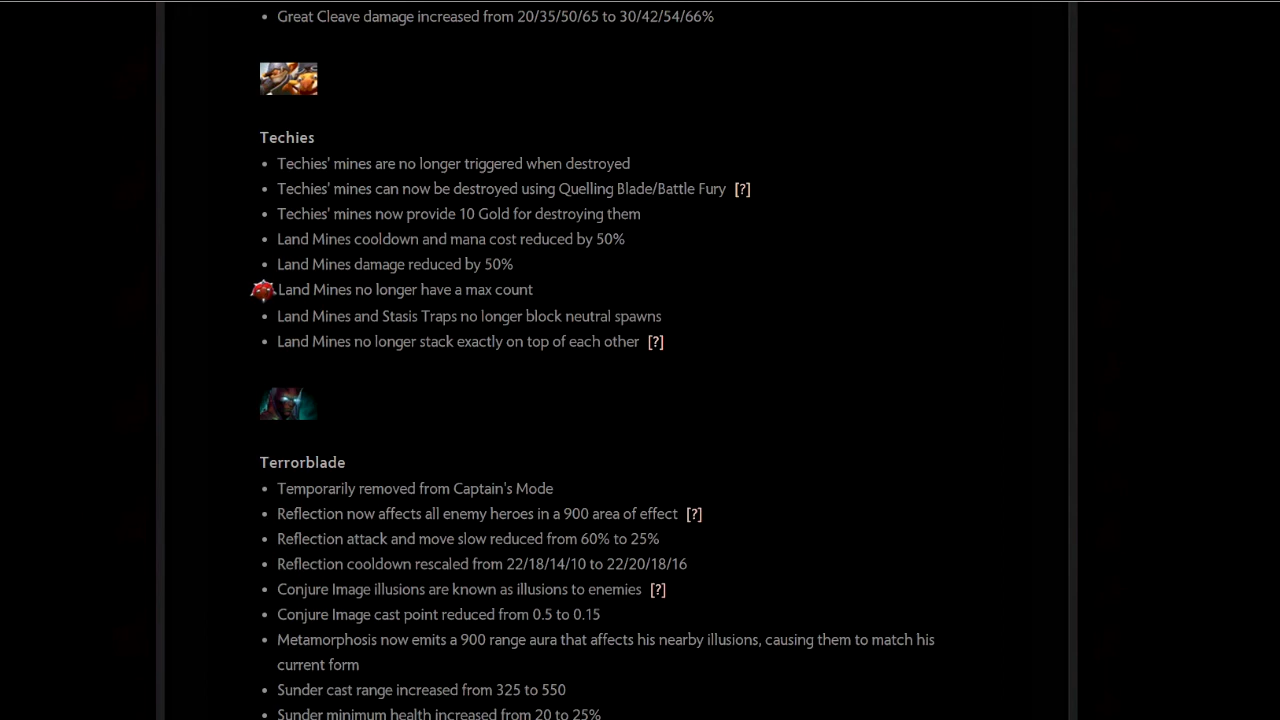 • Great Cleave damage increased from 20/35/50/65 to 30/42/54/66%
Techies
• Techies' mines are no longer triggered when destroyed
• Techies' mines can now be destroyed using Quelling Blade/Battle Fury [?]
• Techies' mines now provide 10 Gold for destroying them
• Land Mines cooldown and mana cost reduced by 50%
• Land Mines damage reduced by 50%
Land Mines no longer have a max count
• Land Mines and Stasis Traps no longer block neutral spawns
• Land Mines no longer stack exactly on top of each other [?]
Terrorblade
• Temporarily removed from Captain's Mode
• Reflection now affects all enemy heroes in a 900 area of effect [?]
• Reflection attack and move slow reduced from 60% to 25%
• Reflection cooldown rescaled from 22/18/14/10 to 22/20/18/16
• Conjure Image illusions are known as illusions to enemies [?]
• Conjure Image cast point reduced from 0.5 to 0.15
• Metamorphosis now emits a 900 range aura that affects his nearby illusions, causing them to match his
current form
• Sunder cast range increased from 325 to 550
• Sunder minimum health increased from 20 to 25%